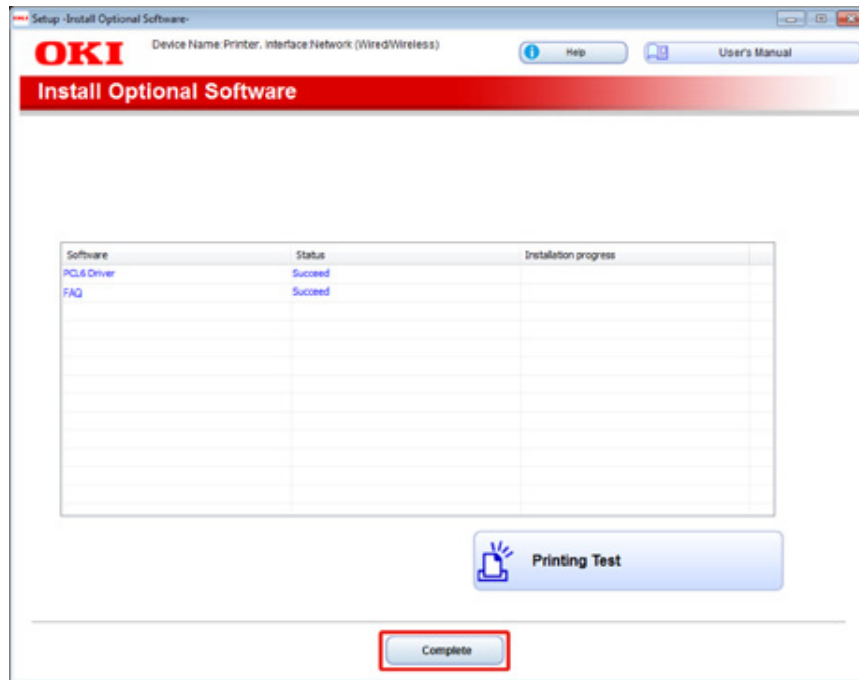 OKI Setup -Install Optional Software-
OKI
Device Name:Printer, Interface:Network (Wired/Wireless)
Help
User's Manual
Install Optional Software
Software Status Installation progress
PCL6 Driver Succeed
FAQ Succeed
Printing Test
Complete